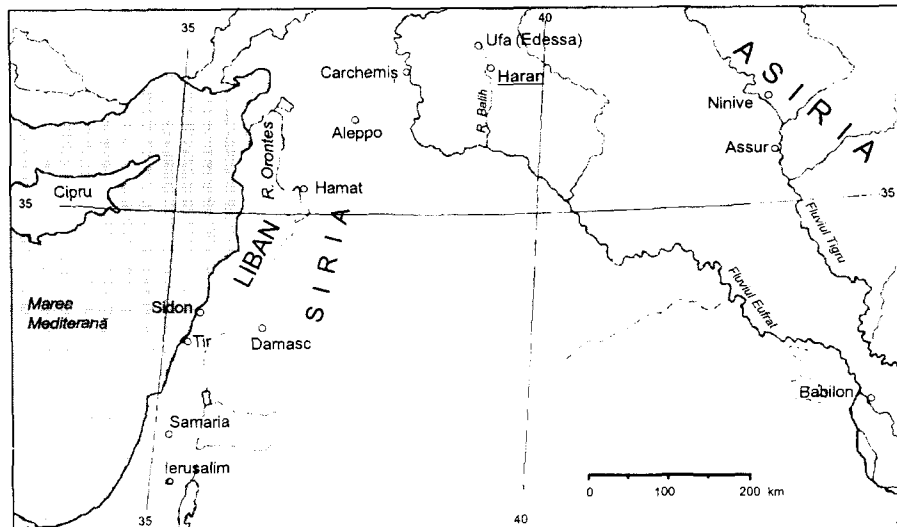 40
35
Ufa (Edessa)
Carchemiș
Haran
R. Balih
ASIRIA
Ninive
Aleppo
Assur
R. Orontes
Hamat
Cipru
35
35
LIBAN
SIRIA
Fluviul Tigru
Fluviul Eufrat
Marea
Mediterană
Sidon
Tir
Damasc
Babilon
Samaria
Ierusalim
0 100 200 km
35
40